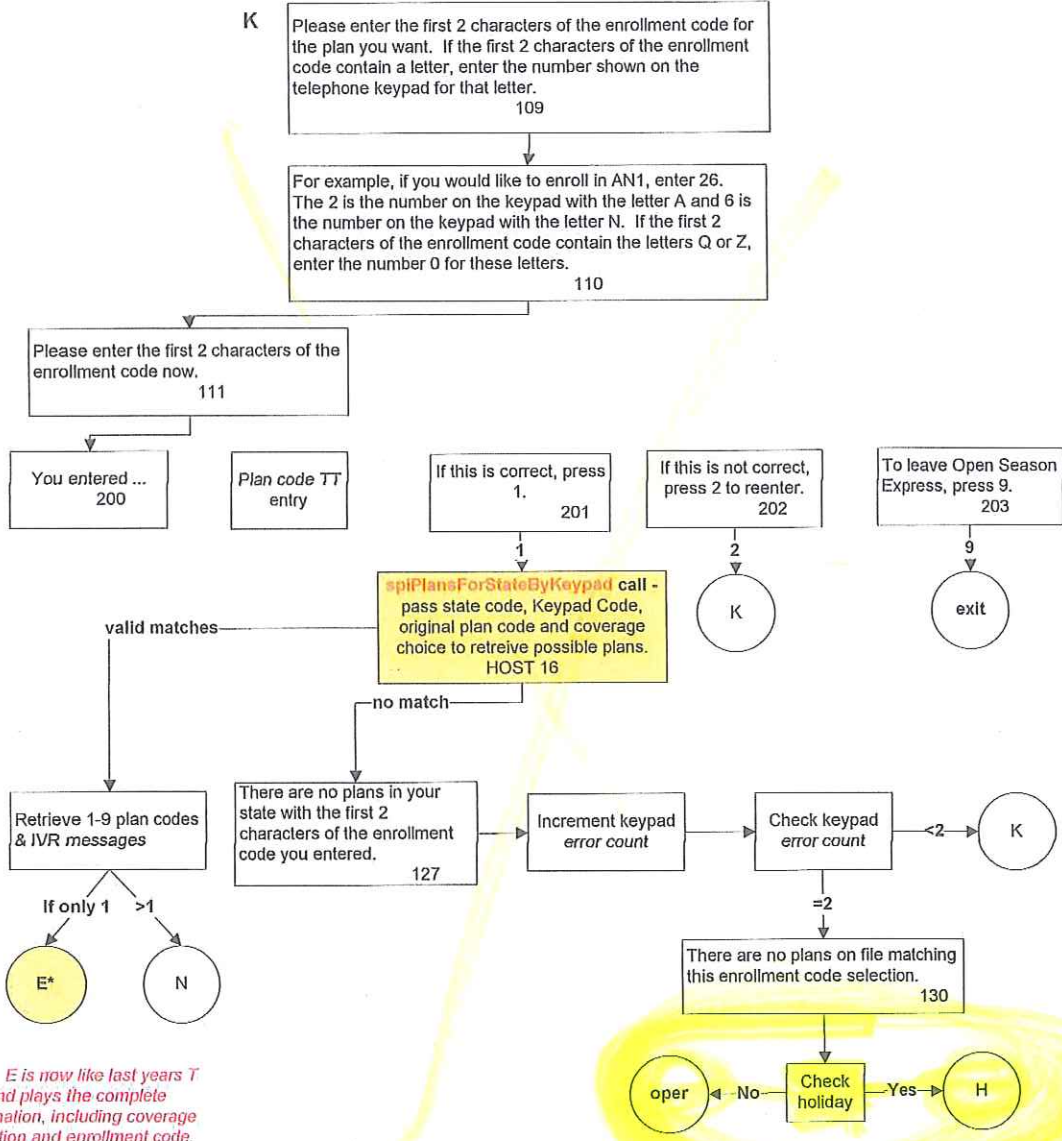 K
Please enter the first 2 characters of the enrollment code for
the plan you want. If the first 2 characters of the enrollment
code contain a letter, enter the number shown on the
telephone keypad for that letter.
109
For example, if you would like to enroll in AN1, enter 26.
The 2 is the number on the keypad with the letter A and 6 is
the number on the keypad with the letter N. If the first 2
characters of the enrollment code contain the letters Q or Z,
enter the number 0 for these letters.
110
Please enter the first 2 characters of the
enrollment code now.
111
You entered ...
200
Plan code TT
entry
If this is correct, press
1.
201
If this is not correct,
press 2 to reenter.
202
To leave Open Season
Express, press 9.
203
1
2
9
spiPlansForStateByKeypad call -
pass state code, Keypad Code,
original plan code and coverage
choice to retreive possible plans.
HOST 16
K
exit
valid matches
no match
Retrieve 1-9 plan codes
& IVR messages
There are no plans in your
state with the first 2
characters of the enrollment
code you entered.
127
Increment keypad
error count
Check keypad
error count
<2
K
If only 1
>1
=2
E*
N
There are no plans on file matching
this enrollment code selection.
130
oper
No
Check
holiday
Yes
H
E is now like last years T
nd plays the complete
nation, including coverage
tion and enrollment code.